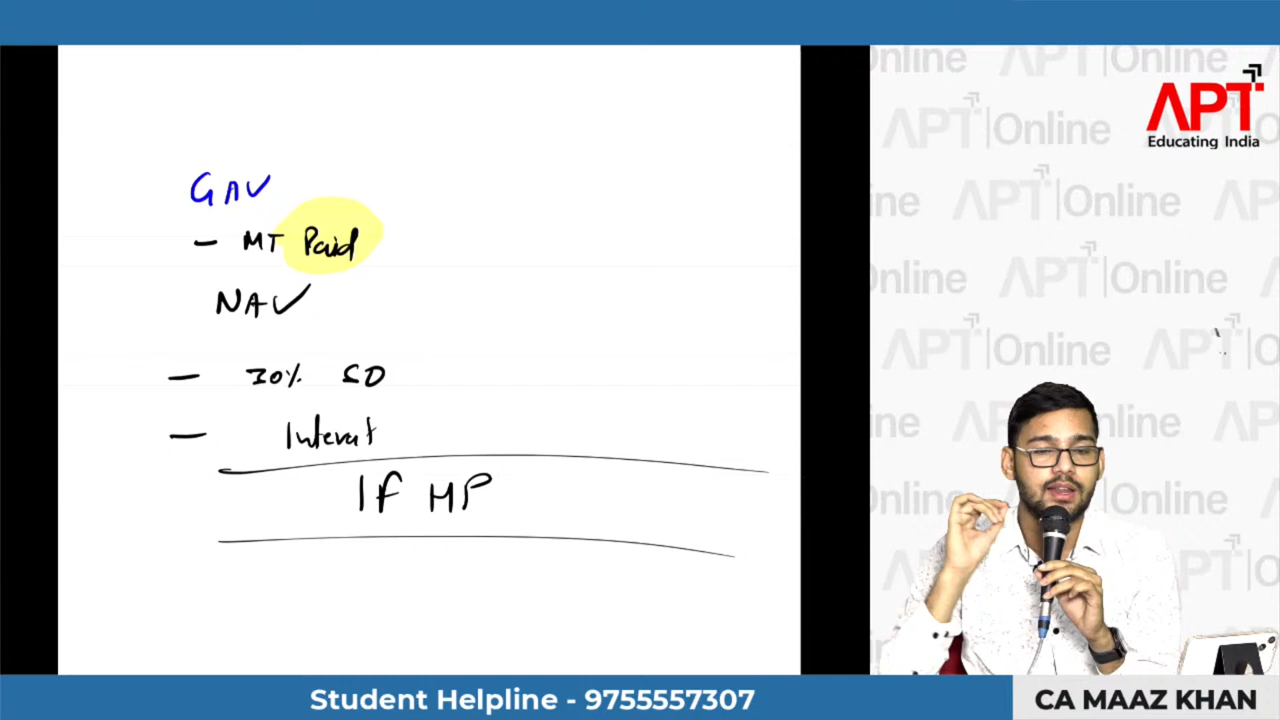 GAV
- MT Paid
NAV
- 30% SD
- Interest
IF HP
APT
Educating India
APT|Online
Student Helpline - 9755557307
CA MAAZ KHAN